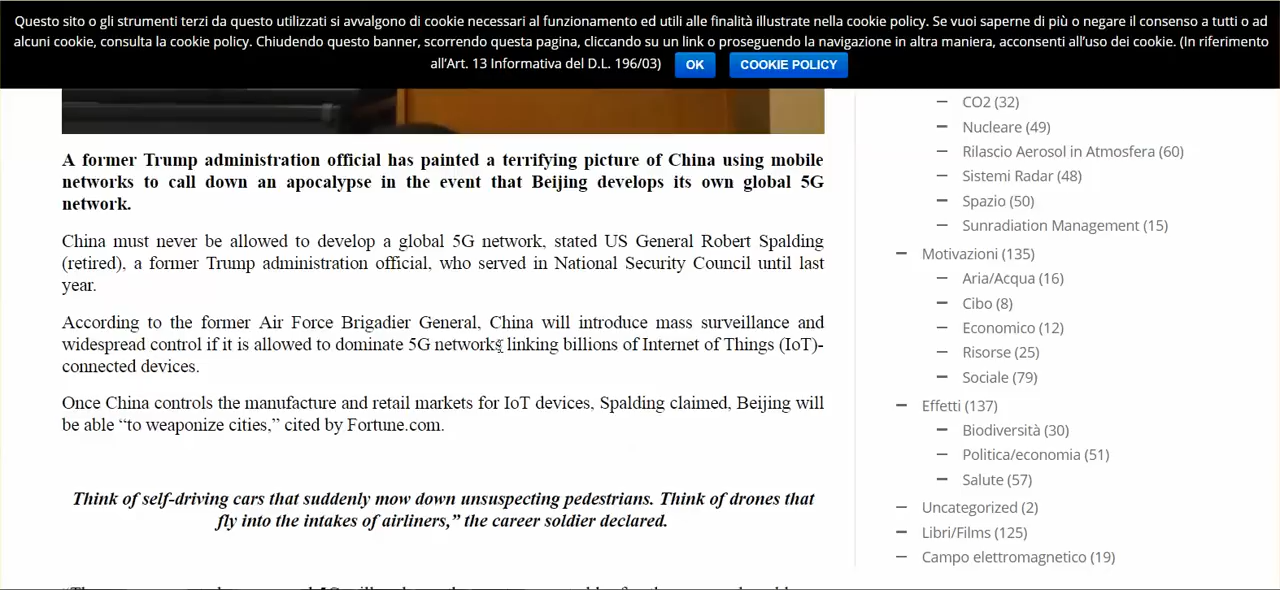 Questo sito o gli strumenti terzi da questo utilizzati si avvalgono di cookie necessari al funzionamento ed utili alle finalità illustrate nella cookie policy. Se vuoi saperne di più o negare il consenso a tutti o ad
alcuni cookie, consulta la cookie policy. Chiudendo questo banner, scorrendo questa pagina, cliccando su un link o proseguendo la navigazione in altra maniera, acconsenti all'uso dei cookie. (In riferimento
all'Art. 13 Informativa del D.L. 196/03) OK COOKIE POLICY
A former Trump administration official has painted a terrifying picture of China using mobile
networks to call down an apocalypse in the event that Beijing develops its own global 5G
network.
China must never be allowed to develop a global 5G network, stated US General Robert Spalding
(retired), a former Trump administration official, who served in National Security Council until last
year.
According to the former Air Force Brigadier General, China will introduce mass surveillance and
widespread control if it is allowed to dominate 5G networks linking billions of Internet of Things (IoT)-
connected devices.
Once China controls the manufacture and retail markets for IoT devices, Spalding claimed, Beijing will
be able “to weaponize cities,” cited by Fortune.com.
Think of self-driving cars that suddenly mow down unsuspecting pedestrians. Think of drones that
fly into the intakes of airliners,” the career soldier declared.
– CO2 (32)
– Nucleare (49)
– Rilascio Aerosol in Atmosfera (60)
– Sistemi Radar (48)
– Spazio (50)
– Sunradiation Management (15)
– Motivazioni (135)
– Aria/Acqua (16)
– Cibo (8)
– Economico (12)
– Risorse (25)
– Sociale (79)
– Effetti (137)
– Biodiversità (30)
– Politica/economia (51)
– Salute (57)
– Uncategorized (2)
– Libri/Films (125)
– Campo elettromagnetico (19)